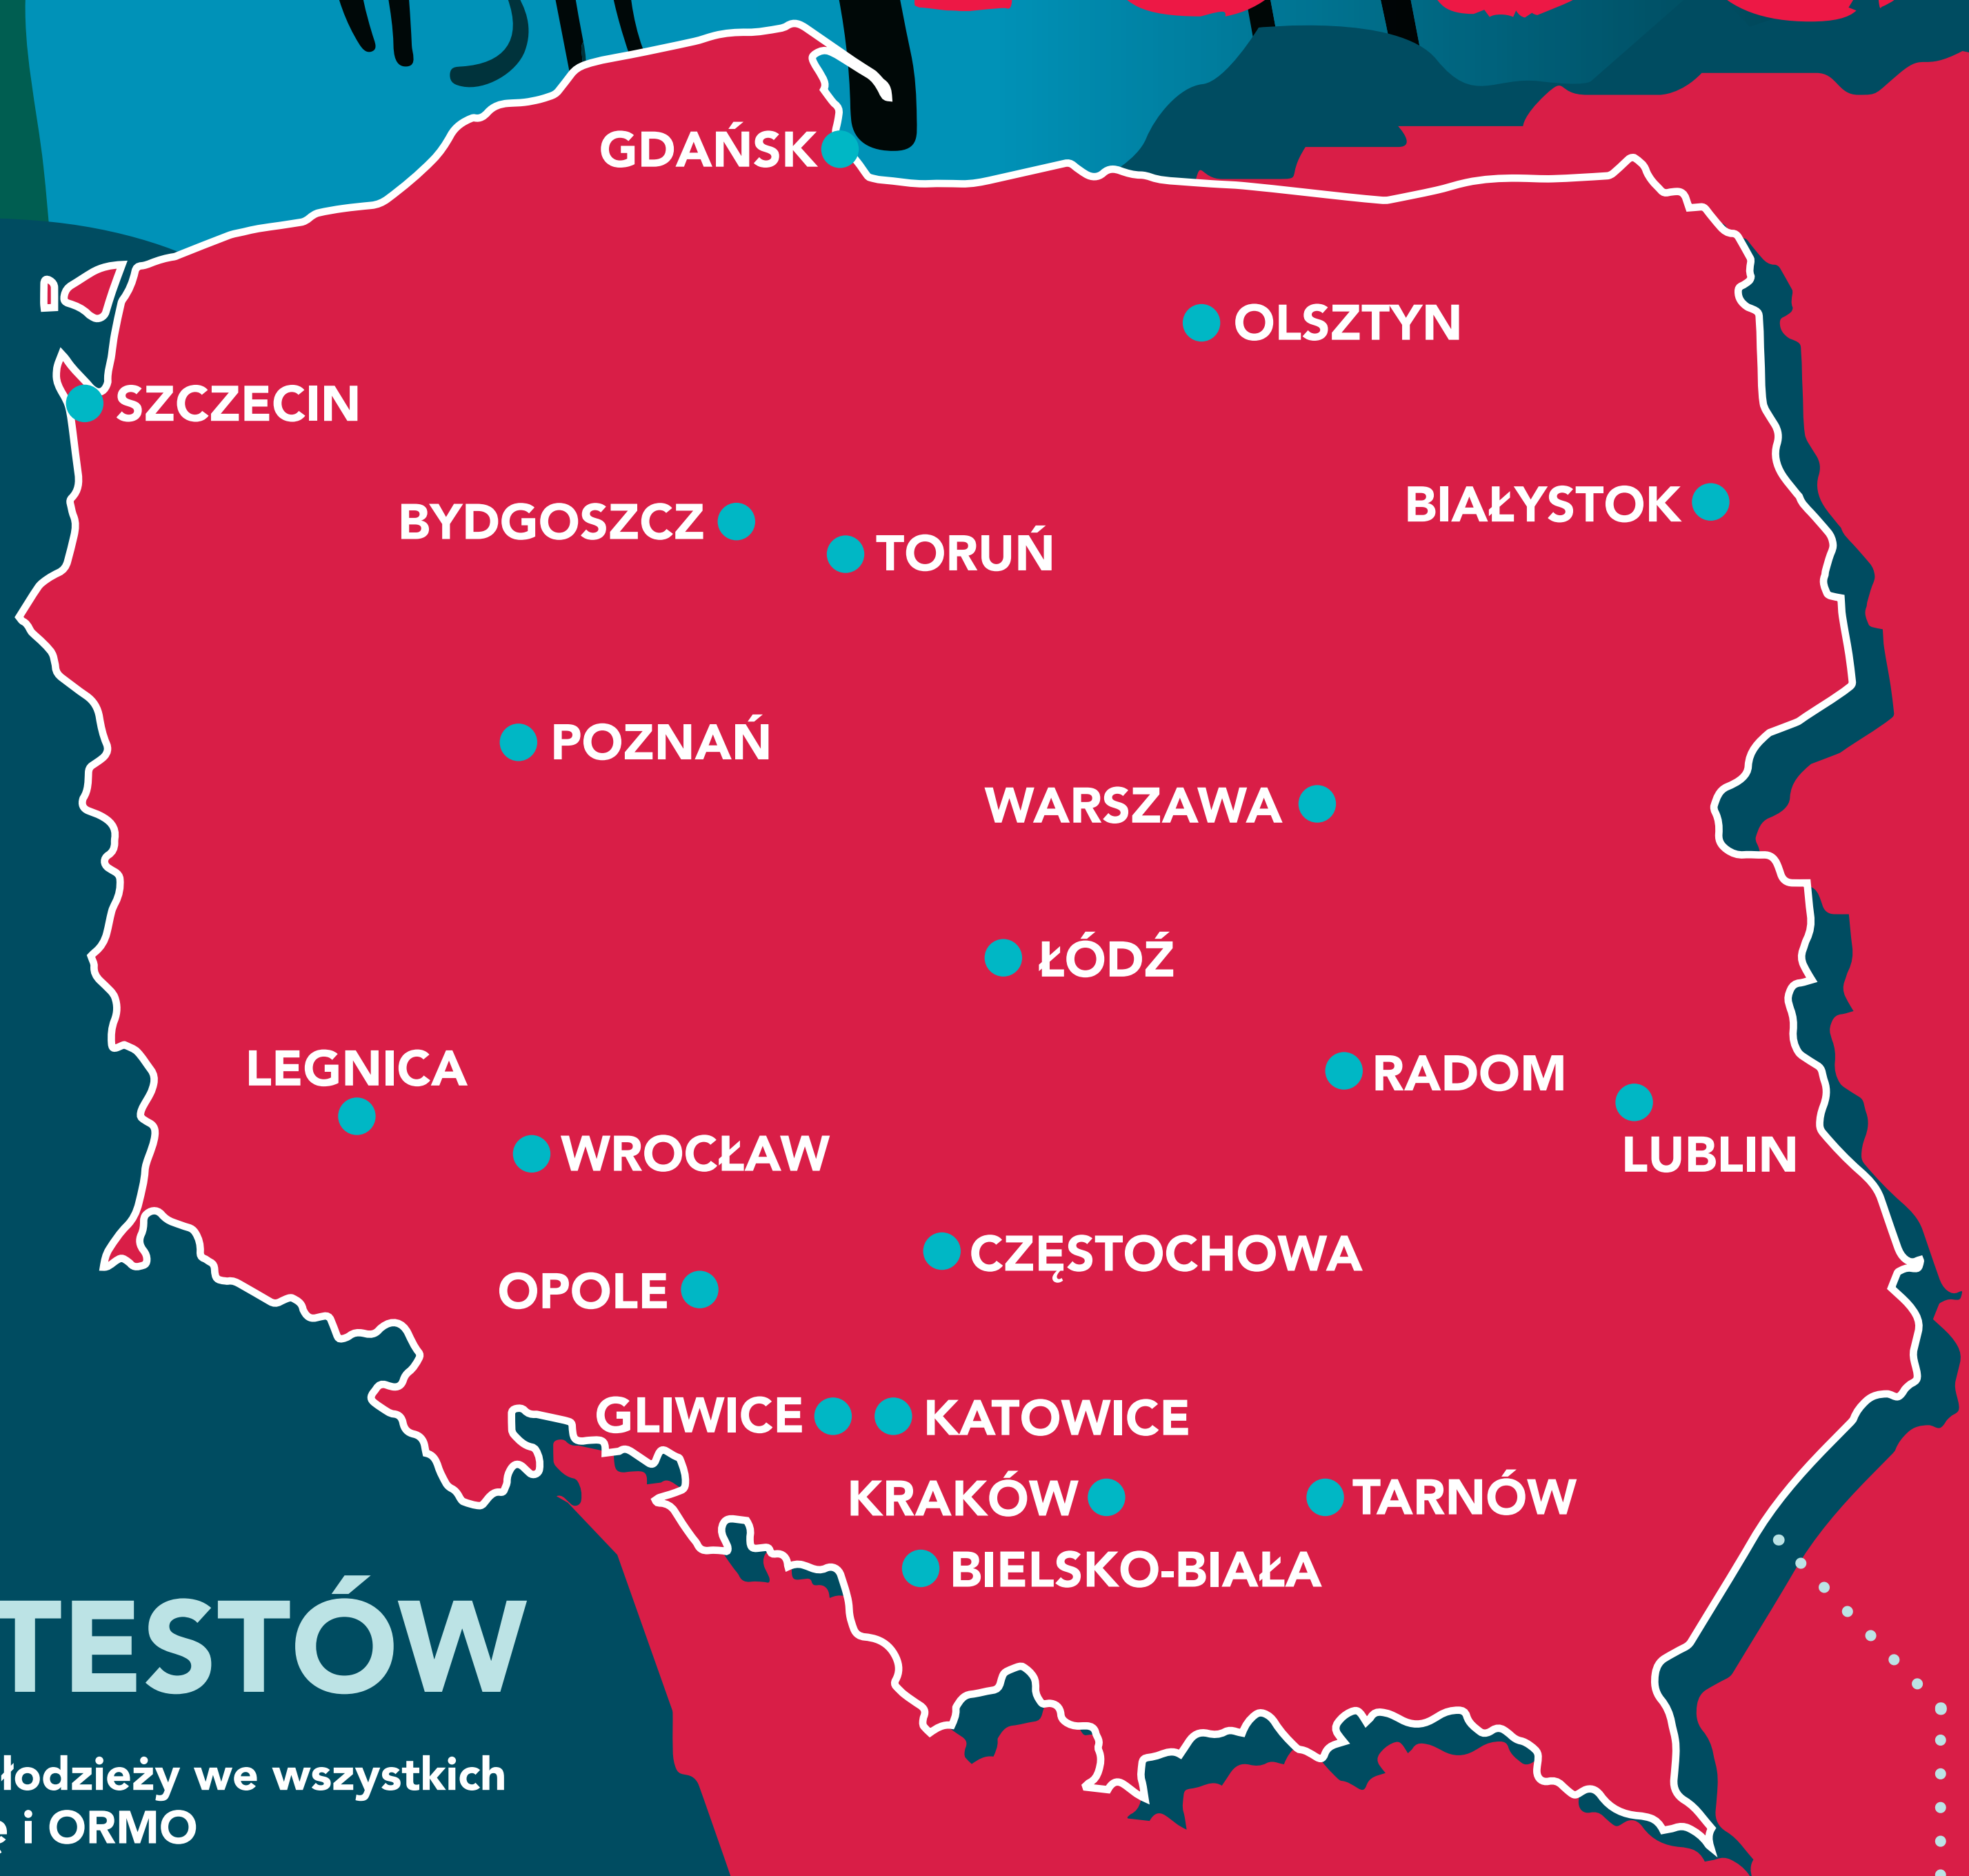 GDAŃSK
OLSZTYN
SZCZECIN
BIAŁYSTOK
BYDGOSZCZ
TORUŃ
POZNAŃ
WARSZAWA
ŁÓDŹ
LEGNICA
RADOM
WROCŁAW
LUBLIN
CZĘSTOCHOWA
OPOLE
GLIWICE
KATOWICE
KRAKÓW
TARNÓW
BIELSKO-BIAŁA
TESTÓW
łodzieży we wszystkich
i ORMO